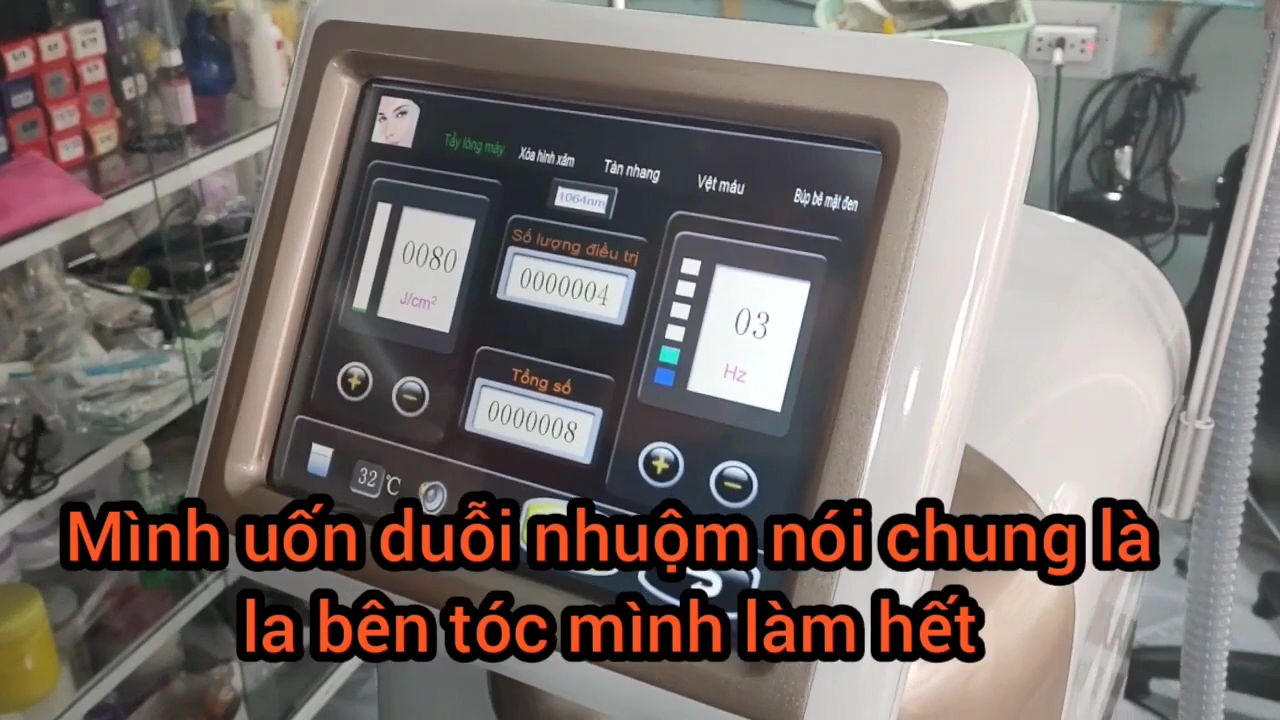 Tẩy lông mày
Xóa hình xăm
Tàn nhang
Vệt máu
Búp bê mặt đen
1064nm
0080
J/cm²
Số lượng điều trị
0000004
03
Hz
Tổng số
0000008
32 °C
Mình uốn duỗi nhuộm nói chung là
la bên tóc mình làm hết